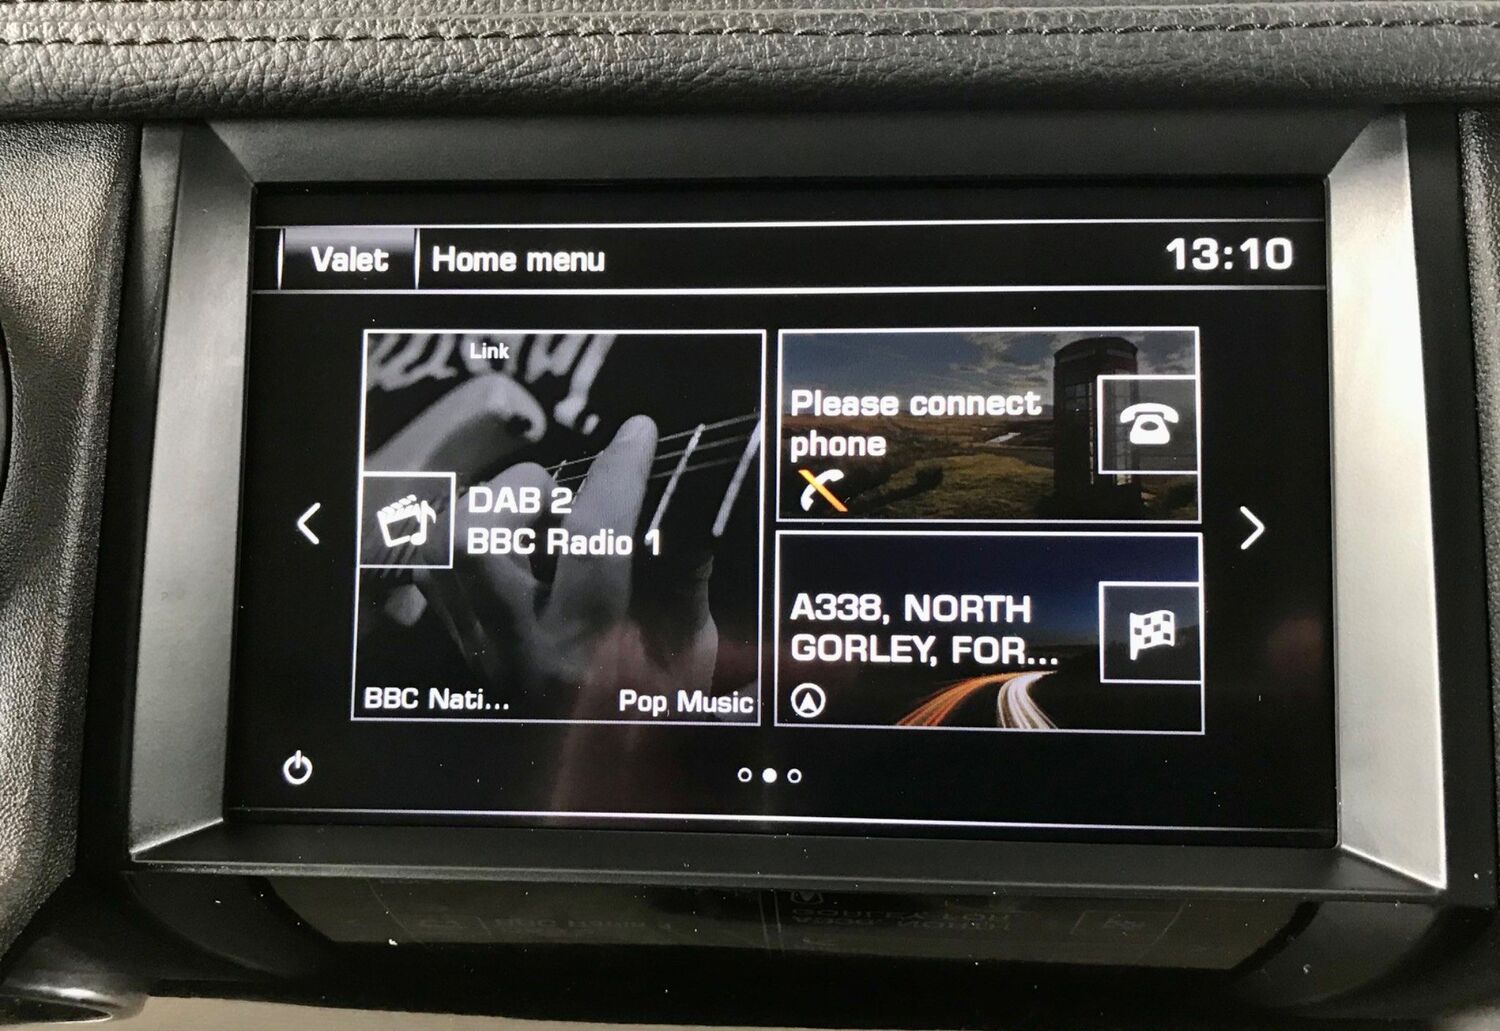 Valet
Home menu
13:10
Link
DAB 2
BBC Radio 1
BBC Nati...
Pop Music
Please connect
phone
A338, NORTH
GORLEY, FOR...